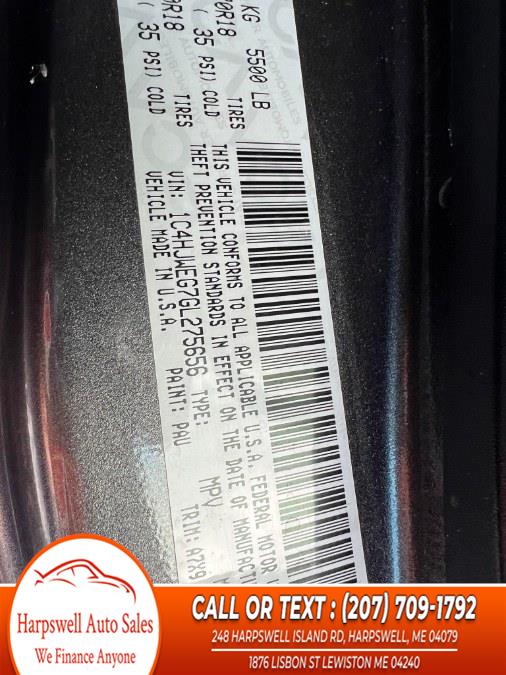 KG 5500 LB
0R18 TIRES
( 35 PSI) COLD
0R18 TIRES
( 35 PSI) COLD
THIS VEHICLE CONFORMS TO ALL APPLICABLE U.S.A. FEDERAL MOTOR
THEFT PREVENTION STANDARDS IN EFFECT ON THE DATE OF MANUFACT
VIN: 1C4HJWEG7GL275656 TYPE: MPV
VEHICLE MADE IN U.S.A. PAINT: PAU TRIM: A7X9
Harpswell Auto Sales
We Finance Anyone
CALL OR TEXT : (207) 709-1792
248 HARPSWELL ISLAND RD, HARPSWELL, ME 04079
1876 LISBON ST LEWISTON ME 04240